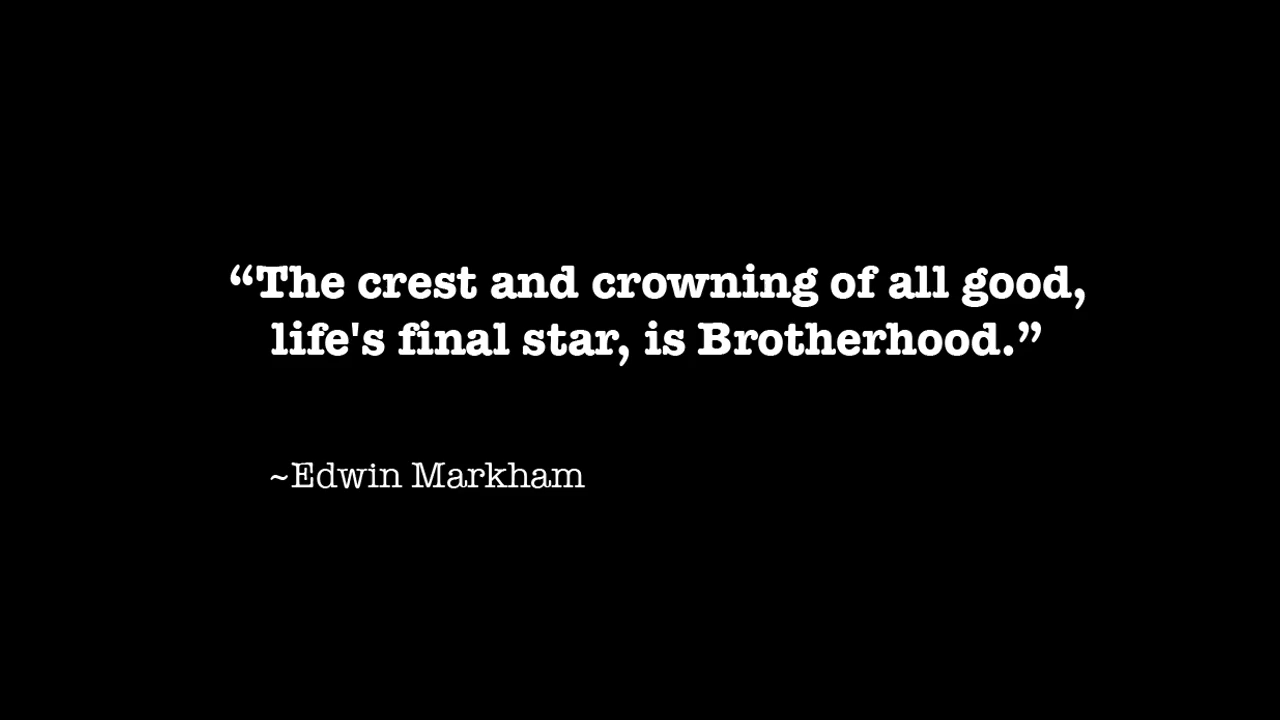 “The crest and crowning of all good,
life's final star, is Brotherhood.”
~Edwin Markham